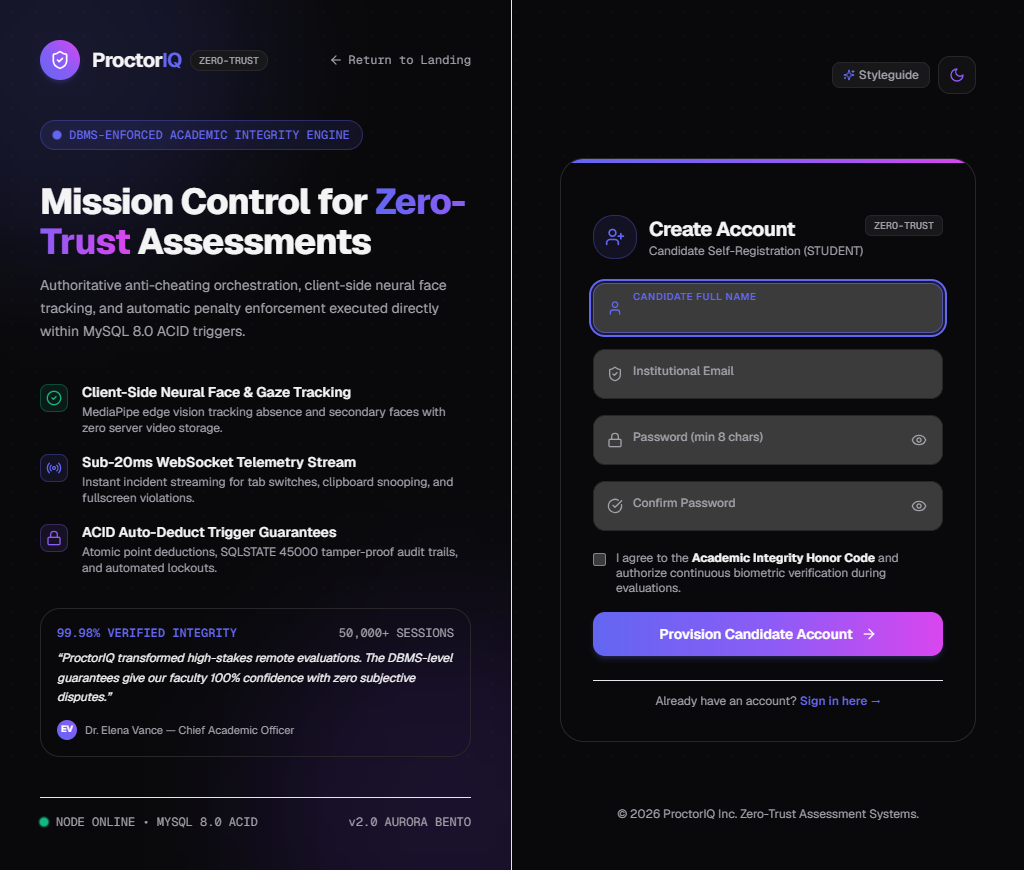 ProctorIQ
ZERO-TRUST
← Return to Landing
DBMS-ENFORCED ACADEMIC INTEGRITY ENGINE
Mission Control for Zero-
Trust Assessments
Authoritative anti-cheating orchestration, client-side neural face
tracking, and automatic penalty enforcement executed directly
within MySQL 8.0 ACID triggers.
Client-Side Neural Face & Gaze Tracking
MediaPipe edge vision tracking absence and secondary faces with
zero server video storage.
Sub-20ms WebSocket Telemetry Stream
Instant incident streaming for tab switches, clipboard snooping, and
fullscreen violations.
ACID Auto-Deduct Trigger Guarantees
Atomic point deductions, SQLSTATE 45000 tamper-proof audit trails,
and automated lockouts.
99.98% VERIFIED INTEGRITY
50,000+ SESSIONS
“ProctorIQ transformed high-stakes remote evaluations. The DBMS-level
guarantees give our faculty 100% confidence with zero subjective
disputes.”
EV
Dr. Elena Vance — Chief Academic Officer
NODE ONLINE • MYSQL 8.0 ACID
v2.0 AURORA BENTO
Styleguide
Create Account
ZERO-TRUST
Candidate Self-Registration (STUDENT)
CANDIDATE FULL NAME
Institutional Email
Password (min 8 chars)
Confirm Password
I agree to the Academic Integrity Honor Code and
authorize continuous biometric verification during
evaluations.
Provision Candidate Account →
Already have an account? Sign in here →
© 2026 ProctorIQ Inc. Zero-Trust Assessment Systems.